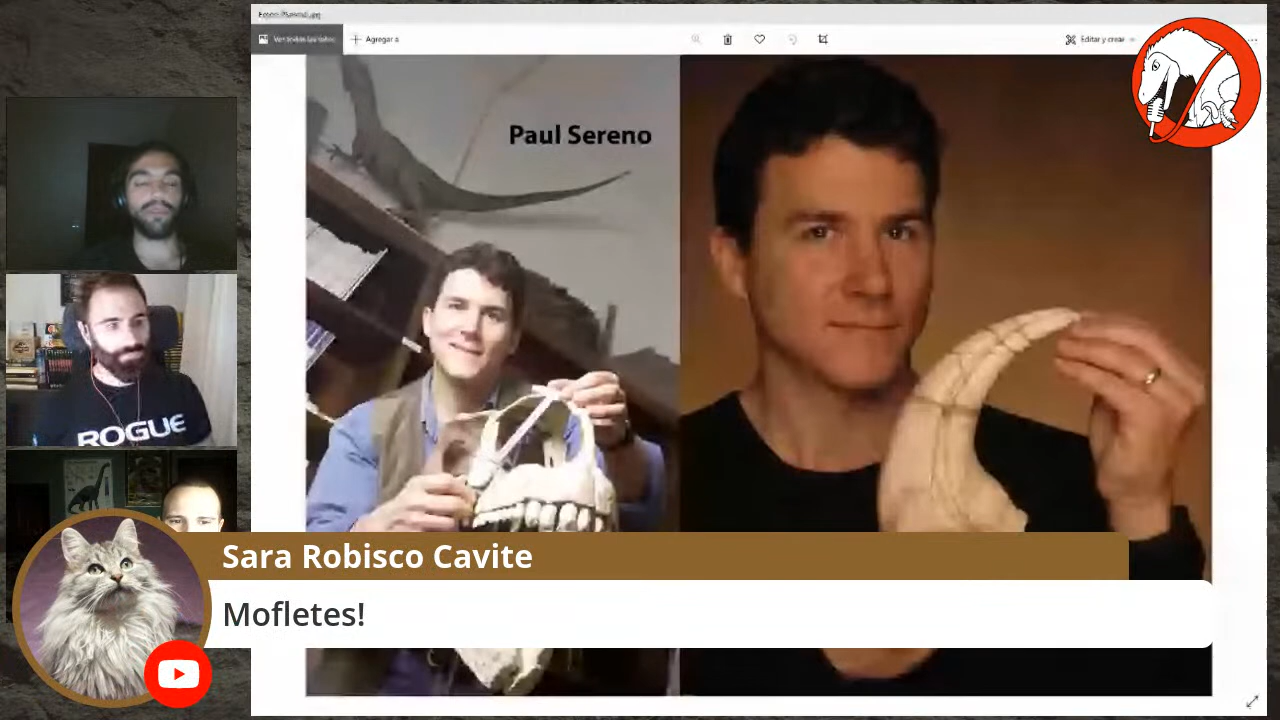 Agregar a
Editar y crear
Paul Sereno
ROGUE
Sara Robisco Cavite
Mofletes!